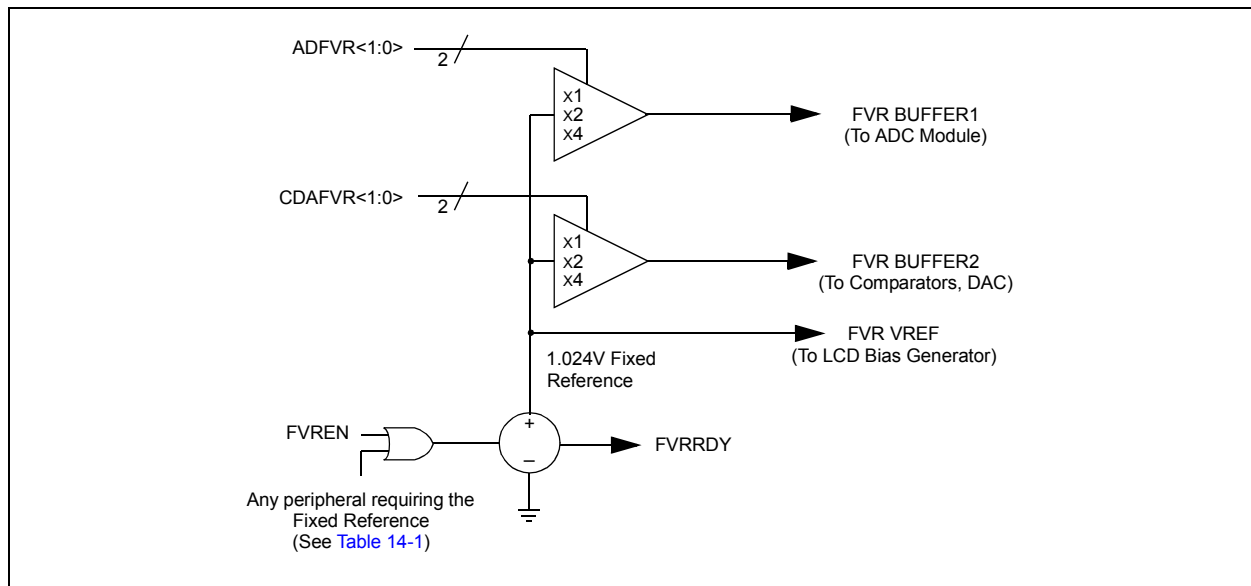 ADFVR<1:0>
2
X1
X2
X4
FVR BUFFER1
(To ADC Module)
CDAFVR<1:0>
2
X1
X2
X4
FVR BUFFER2
(To Comparators, DAC)
FVR VREF
(To LCD Bias Generator)
1.024V Fixed
Reference
FVREN
+
_
FVRRDY
Any peripheral requiring the
Fixed Reference
(See Table 14-1)